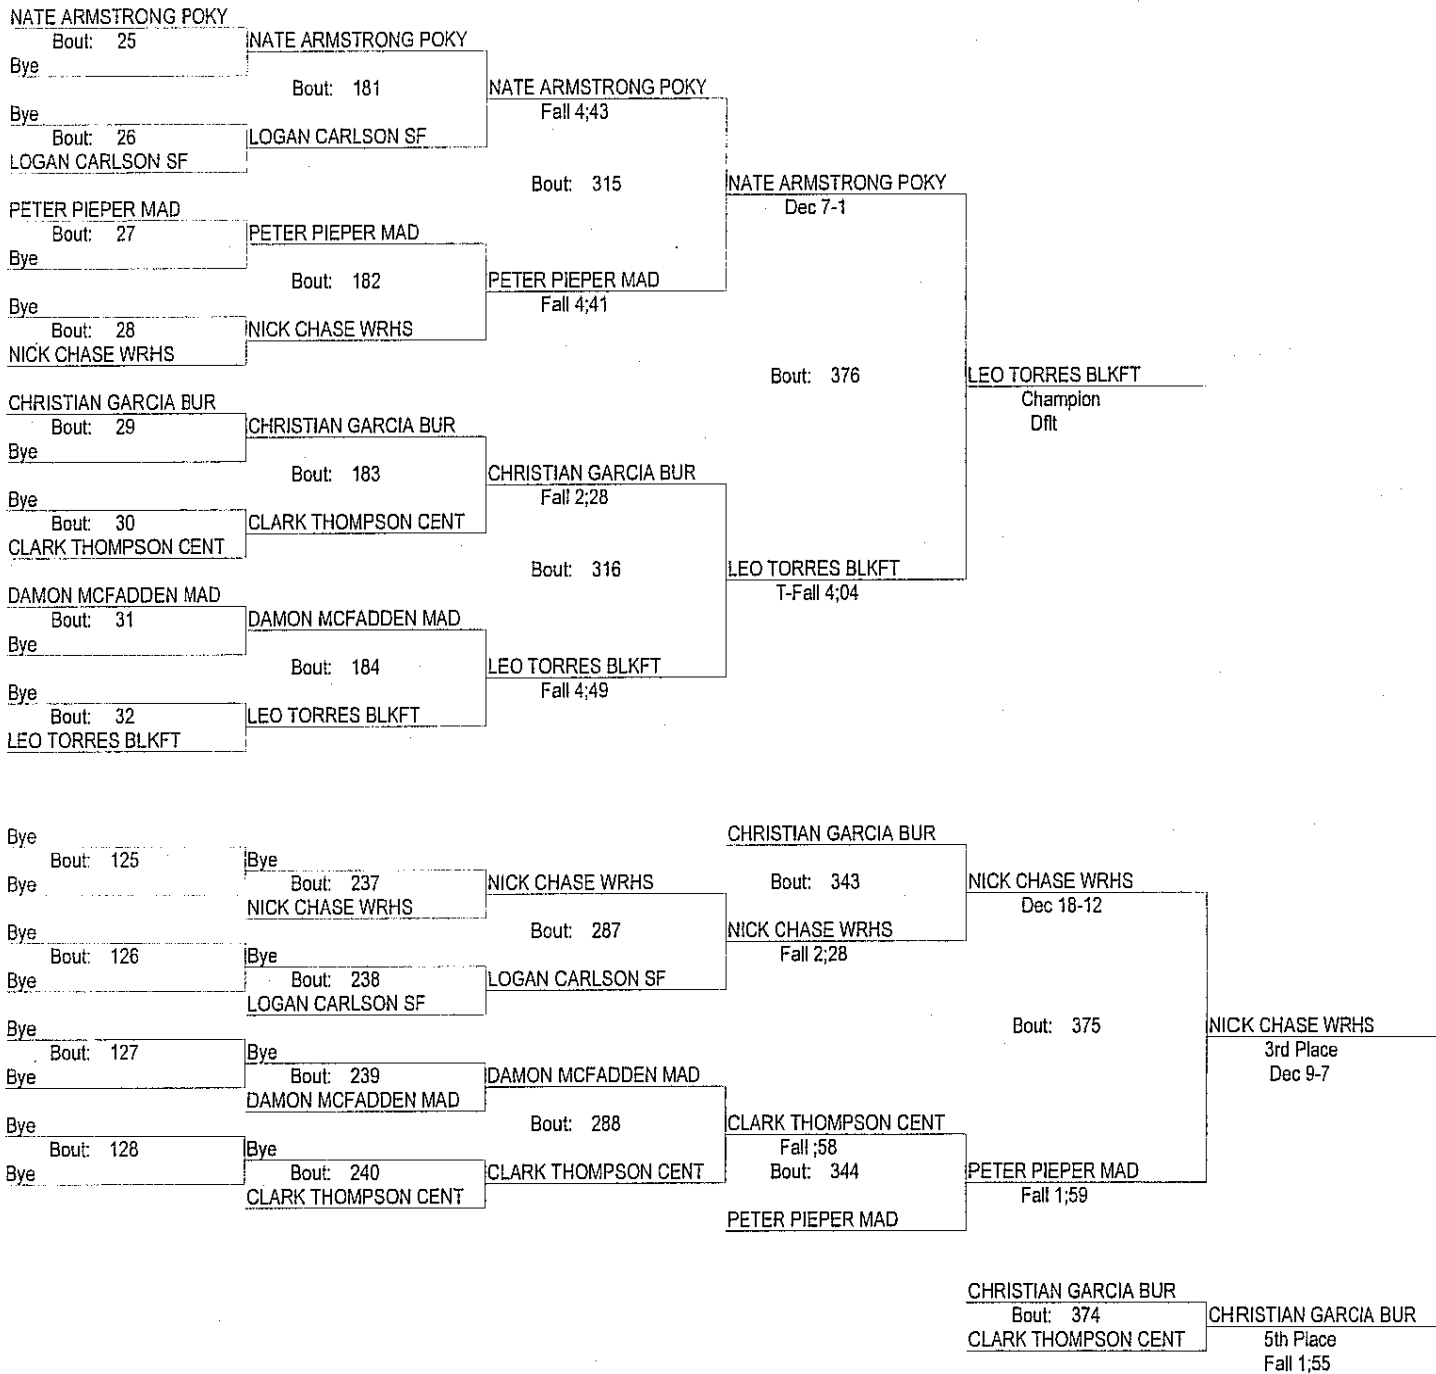 NATE ARMSTRONG POKY
Bout: 25
Bye
NATE ARMSTRONG POKY
Bout: 181
Bye
Bout: 26
LOGAN CARLSON SF
LOGAN CARLSON SF
NATE ARMSTRONG POKY
Fall 4;43
Bout: 315
PETER PIEPER MAD
Bout: 27
Bye
PETER PIEPER MAD
Bout: 182
Bye
Bout: 28
NICK CHASE WRHS
NICK CHASE WRHS
PETER PIEPER MAD
Fall 4;41
NATE ARMSTRONG POKY
Dec 7-1
Bout: 376
CHRISTIAN GARCIA BUR
Bout: 29
Bye
CHRISTIAN GARCIA BUR
Bout: 183
Bye
Bout: 30
CLARK THOMPSON CENT
CLARK THOMPSON CENT
CHRISTIAN GARCIA BUR
Fall 2;28
Bout: 316
DAMON MCFADDEN MAD
Bout: 31
Bye
DAMON MCFADDEN MAD
Bout: 184
Bye
Bout: 32
LEO TORRES BLKFT
LEO TORRES BLKFT
LEO TORRES BLKFT
Fall 4;49
LEO TORRES BLKFT
T-Fall 4;04
LEO TORRES BLKFT
Champion
Dflt
Bye
Bout: 125
Bye
Bye
Bout: 237
NICK CHASE WRHS
Bye
Bout: 126
Bye
Bye
Bout: 238
LOGAN CARLSON SF
NICK CHASE WRHS
Bout: 287
LOGAN CARLSON SF
CHRISTIAN GARCIA BUR
Bout: 343
NICK CHASE WRHS
Fall 2;28
NICK CHASE WRHS
Dec 18-12
Bout: 375
Bye
Bout: 127
Bye
Bye
Bout: 239
DAMON MCFADDEN MAD
Bye
Bout: 128
Bye
Bye
Bout: 240
CLARK THOMPSON CENT
DAMON MCFADDEN MAD
Bout: 288
CLARK THOMPSON CENT
CLARK THOMPSON CENT
Fall ;58
Bout: 344
PETER PIEPER MAD
PETER PIEPER MAD
Fall 1;59
NICK CHASE WRHS
3rd Place
Dec 9-7
CHRISTIAN GARCIA BUR
Bout: 374
CLARK THOMPSON CENT
CHRISTIAN GARCIA BUR
5th Place
Fall 1;55